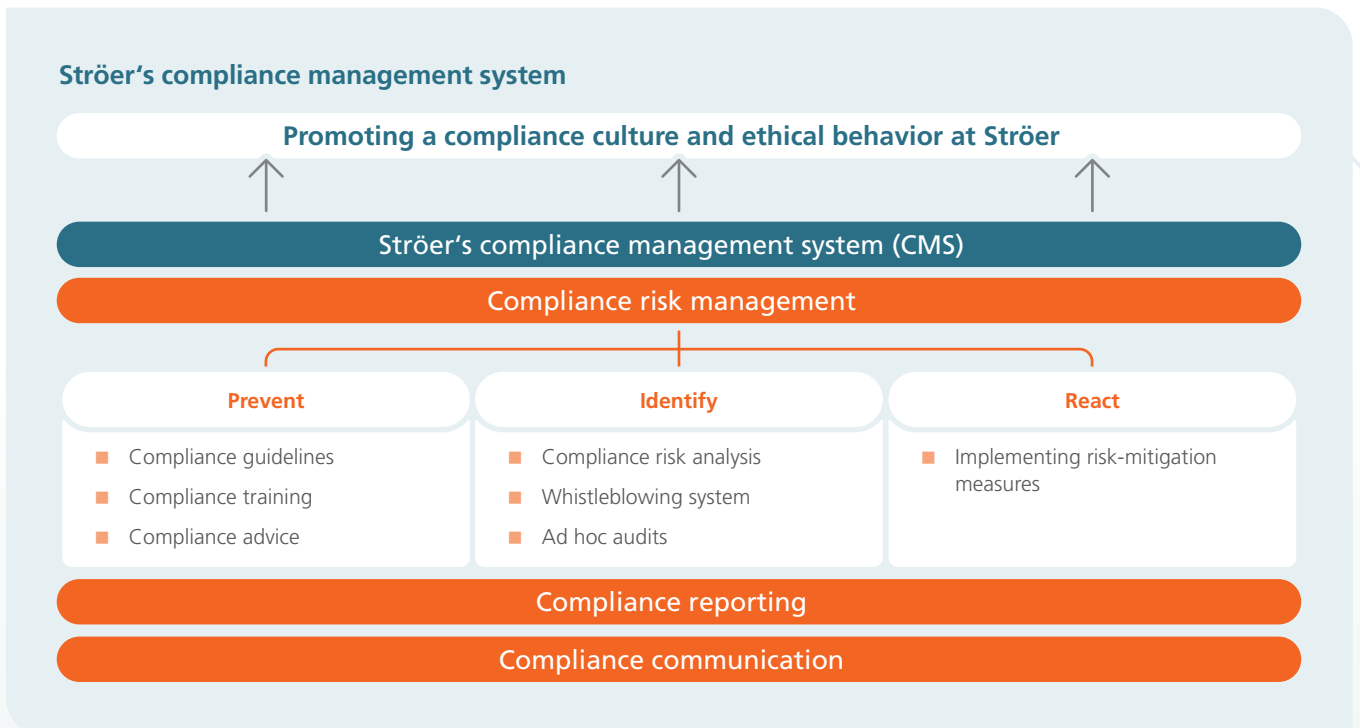 Ströer‘s compliance management system
Promoting a compliance culture and ethical behavior at Ströer
Ströer‘s compliance management system (CMS)
Compliance risk management
Prevent
Compliance guidelines
Compliance training
Compliance advice
Identify
Compliance risk analysis
Whistleblowing system
Ad hoc audits
React
Implementing risk-mitigation
measures
Compliance reporting
Compliance communication